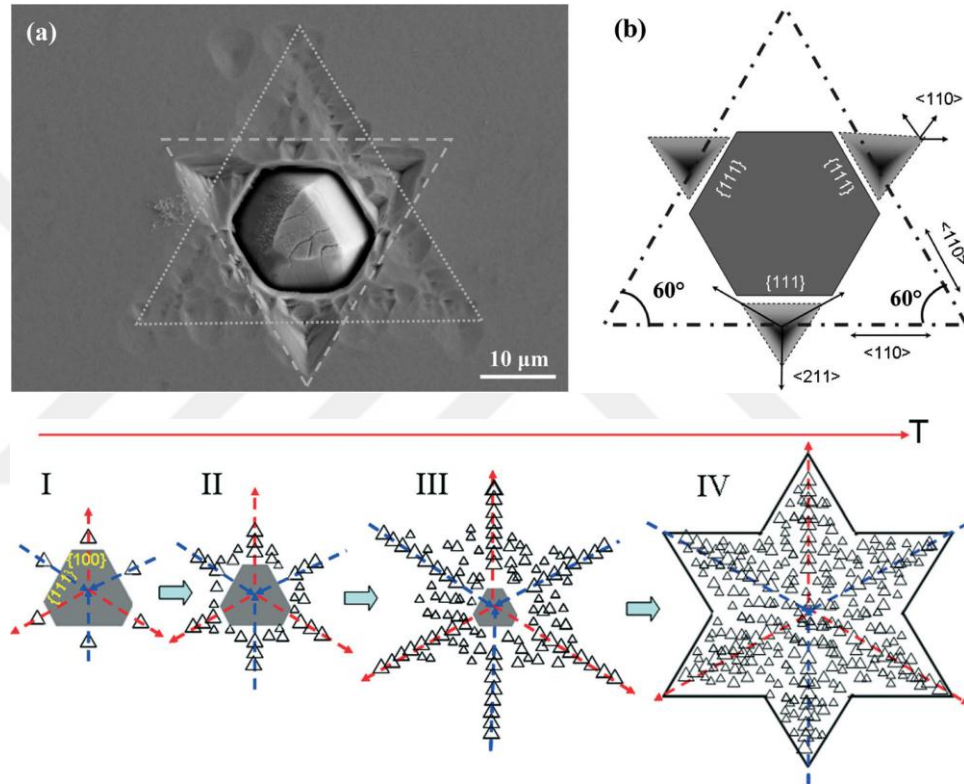 (a)
10 µm
(b)
<110>
{111}
{111}
<110>
{111}
60°
60°
<110>
<211>
T
I
II
III
IV
{100}
{111}